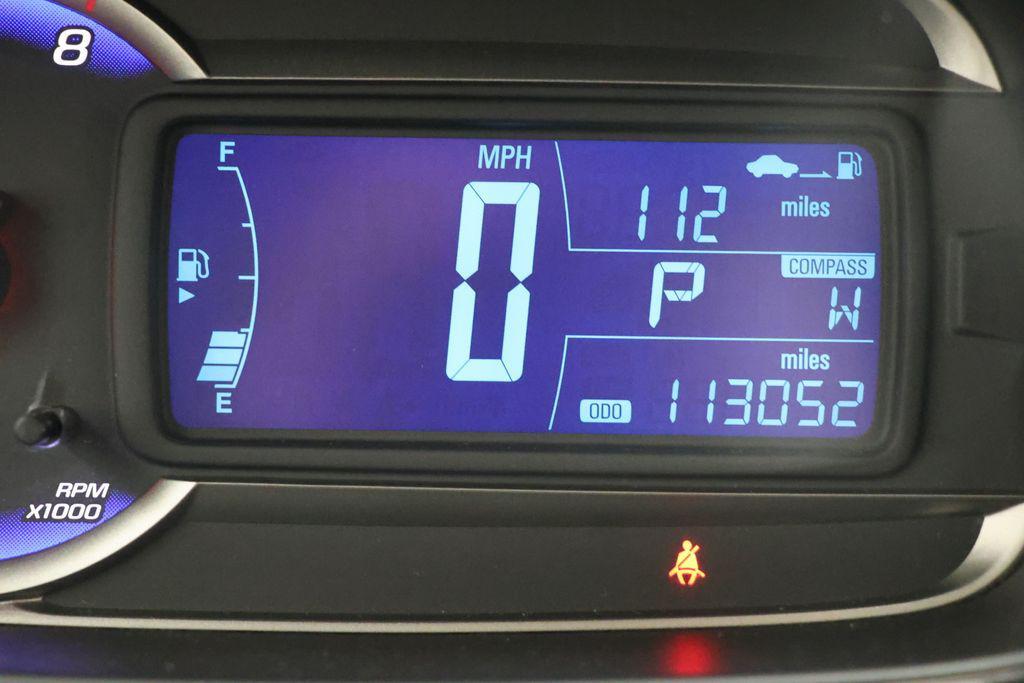 8
F
MPH
112
miles
0
COMPASS
P
W
miles
E
ODO
113052
RPM
X1000